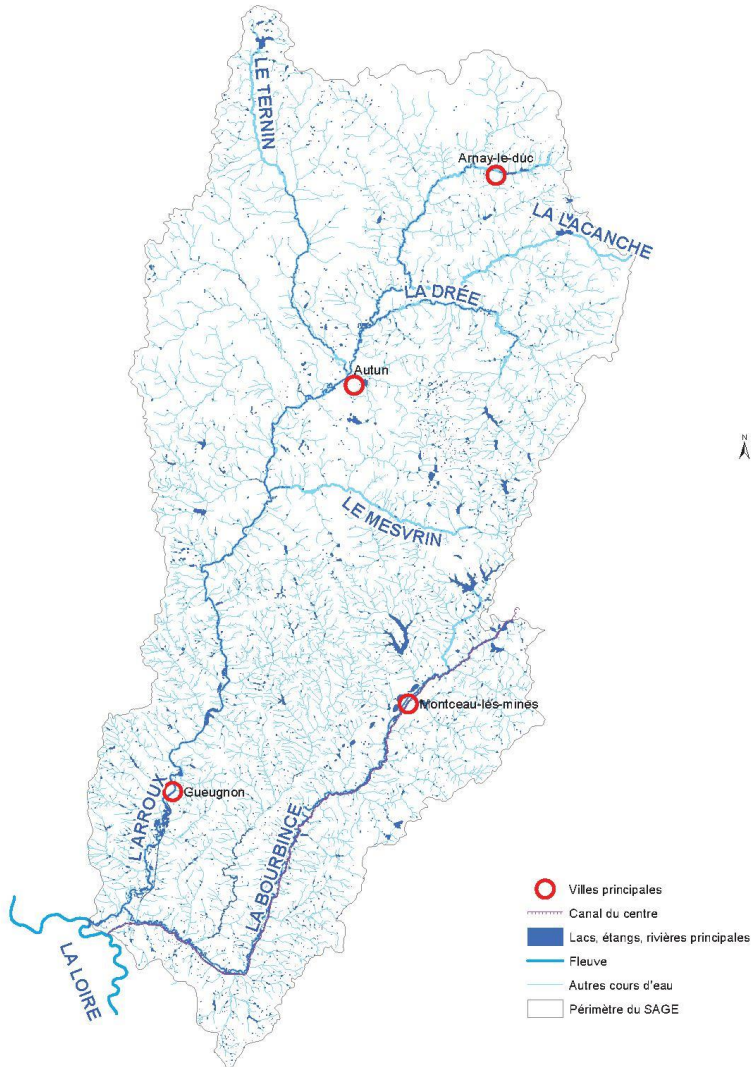 LE TERNIN
Arnay-le-duc
LA LACANCHE
LA DRÉE
Autun
N
LE MESVRIN
Montceau-les-mines
Gueugnon
L'ARROUX
LA BOURBINCE
LA LOIRE
Villes principales
Canal du centre
Lacs, étangs, rivières principales
Fleuve
Autres cours d'eau
Périmètre du SAGE